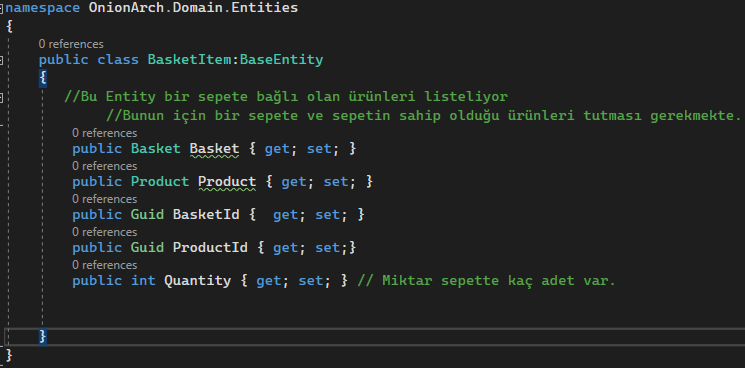 namespace OnionArch.Domain.Entities
{
0 references
public class BasketItem:BaseEntity
{
//Bu Entity bir sepete bağlı olan ürünleri listeliyor
//Bunun için bir sepete ve sepetin sahip olduğu ürünleri tutması gerekmekte.
0 references
public Basket Basket { get; set; }
0 references
public Product Product { get; set; }
0 references
public Guid BasketId {  get; set; }
0 references
public Guid ProductId { get; set;}
0 references
public int Quantity { get; set; } // Miktar sepette kaç adet var.
}
}